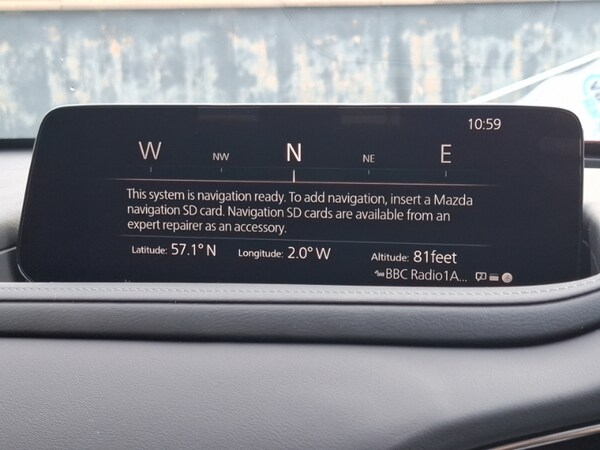 10:59
W NW N NE E
This system is navigation ready. To add navigation, insert a Mazda
navigation SD card. Navigation SD cards are available from an
expert repairer as an accessory.
Latitude: 57.1° N Longitude: 2.0° W Altitude: 81feet
BBC Radio1A...